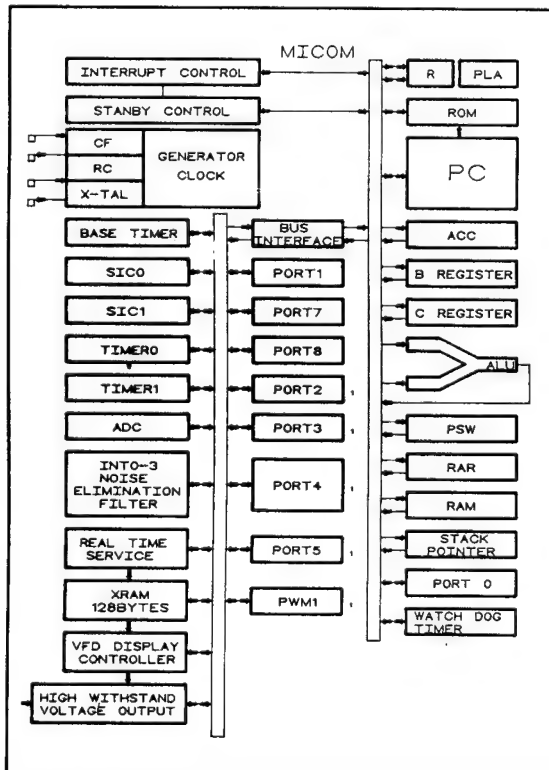 MICOM
INTERRUPT CONTROL
STANBY CONTROL
CF
RC
X-TAL
GENERATOR
CLOCK
BASE TIMER
SIC0
SIC1
TIMER0
TIMER1
ADC
INT0-3
NOISE
ELIMINATION
FILTER
REAL TIME
SERVICE
XRAM
128BYTES
VFD DISPLAY
CONTROLLER
HIGH WITHSTAND
VOLTAGE OUTPUT
BUS
INTERFACE
PORT1
PORT7
PORT8
PORT2
PORT3
PORT4
PORT5
PWM1
R
PLA
ROM
PC
ACC
B REGISTER
C REGISTER
ALU
PSW
RAR
RAM
STACK
POINTER
PORT 0
WATCH DOG
TIMER